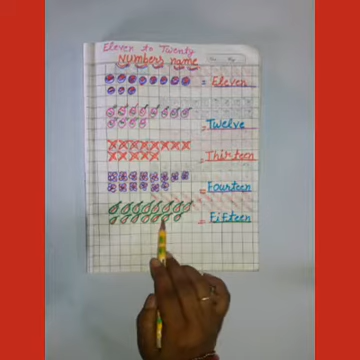 Eleven to Twenty
Numbers name
= Eleven
= Twelve
= Thirteen
= Fourteen
= Fifteen